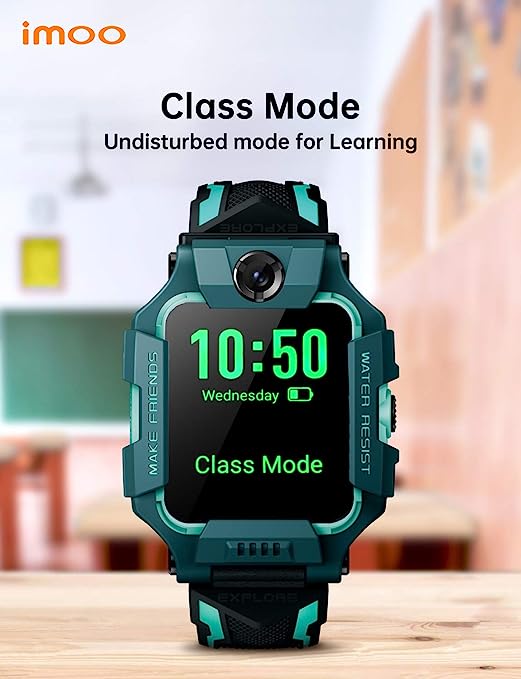 imoo
Class Mode
Undisturbed mode for Learning
EXPLORE
10:50
Wednesday
Class Mode
MAKE FRIENDS
WATER RESIST
EXPLORE